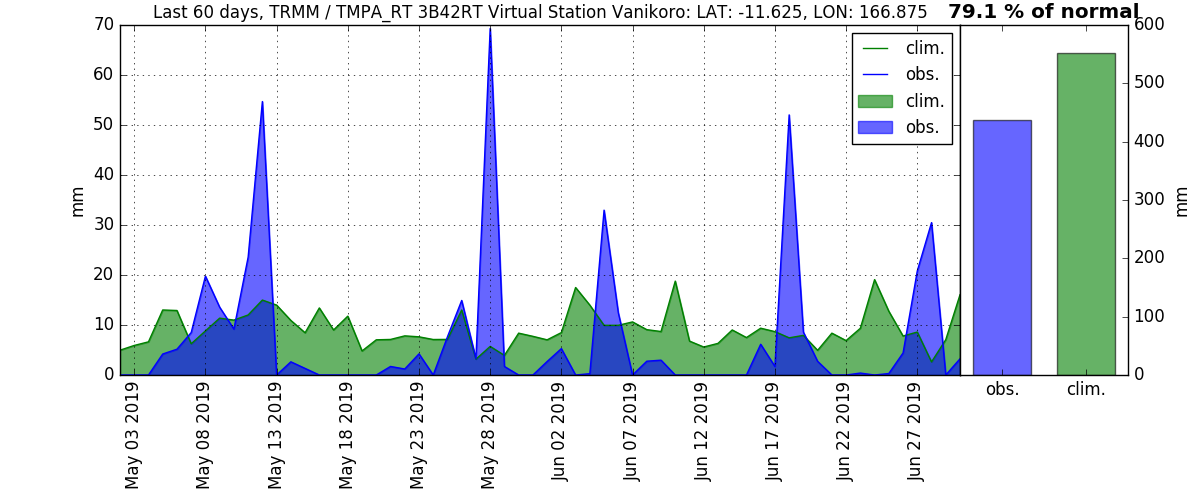 Last 60 days, TRMM / TMPA_RT 3B42RT Virtual Station Vanikoro: LAT: -11.625, LON: 166.875
79.1 % of normal
70
60
50
40
30
20
10
0
mm
clim.
obs.
clim.
obs.
600
500
400
300
200
100
0
mm
May 03 2019
May 08 2019
May 13 2019
May 18 2019
May 23 2019
May 28 2019
Jun 02 2019
Jun 07 2019
Jun 12 2019
Jun 17 2019
Jun 22 2019
Jun 27 2019
obs.
clim.